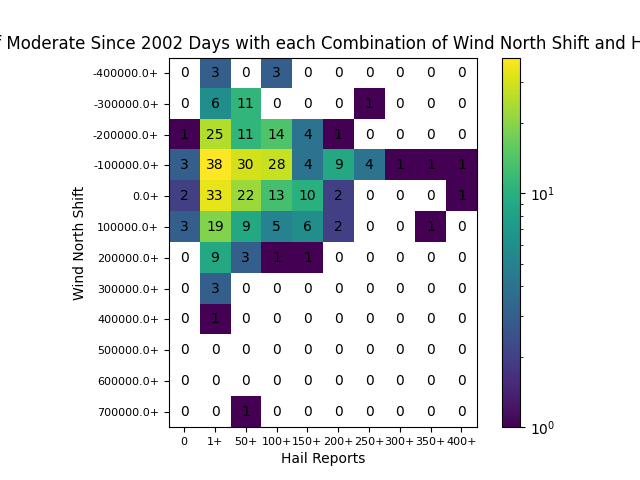 f Moderate Since 2002 Days with each Combination of Wind North Shift and H
-400000.0+ 0 3 0 3 0 0 0 0 0 0
-300000.0+ 0 6 11 0 0 0 1 0 0 0
-200000.0+ 1 25 11 14 4 1 0 0 0 0
-100000.0+ 3 38 30 28 4 9 4 1 1 1
0.0+ 2 33 22 13 10 2 0 0 0 1
100000.0+ 3 19 9 5 6 2 0 0 1 0
200000.0+ 0 9 3 1 1 0 0 0 0 0
300000.0+ 0 3 0 0 0 0 0 0 0 0
400000.0+ 0 1 0 0 0 0 0 0 0 0
500000.0+ 0 0 0 0 0 0 0 0 0 0
600000.0+ 0 0 0 0 0 0 0 0 0 0
700000.0+ 0 0 1 0 0 0 0 0 0 0
0 1+ 50+ 100+ 150+ 200+ 250+ 300+ 350+ 400+
Hail Reports
Wind North Shift
10¹
10⁰